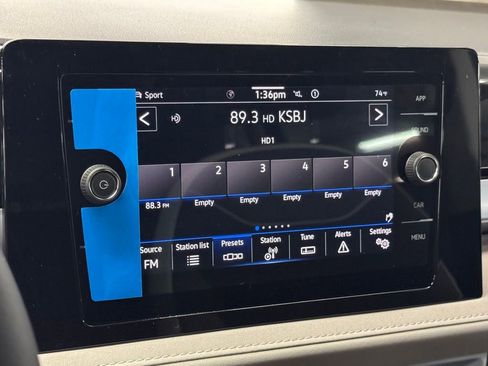 Sport 1:36pm 1 74°F
APP
89.3 HD KSBJ
SOUND
HD1
1 2 3 4 5 6
88.3 FM Empty Empty Empty Empty Empty
CAR
Source Station list Presets Station Tune Alerts Settings
FM
MENU